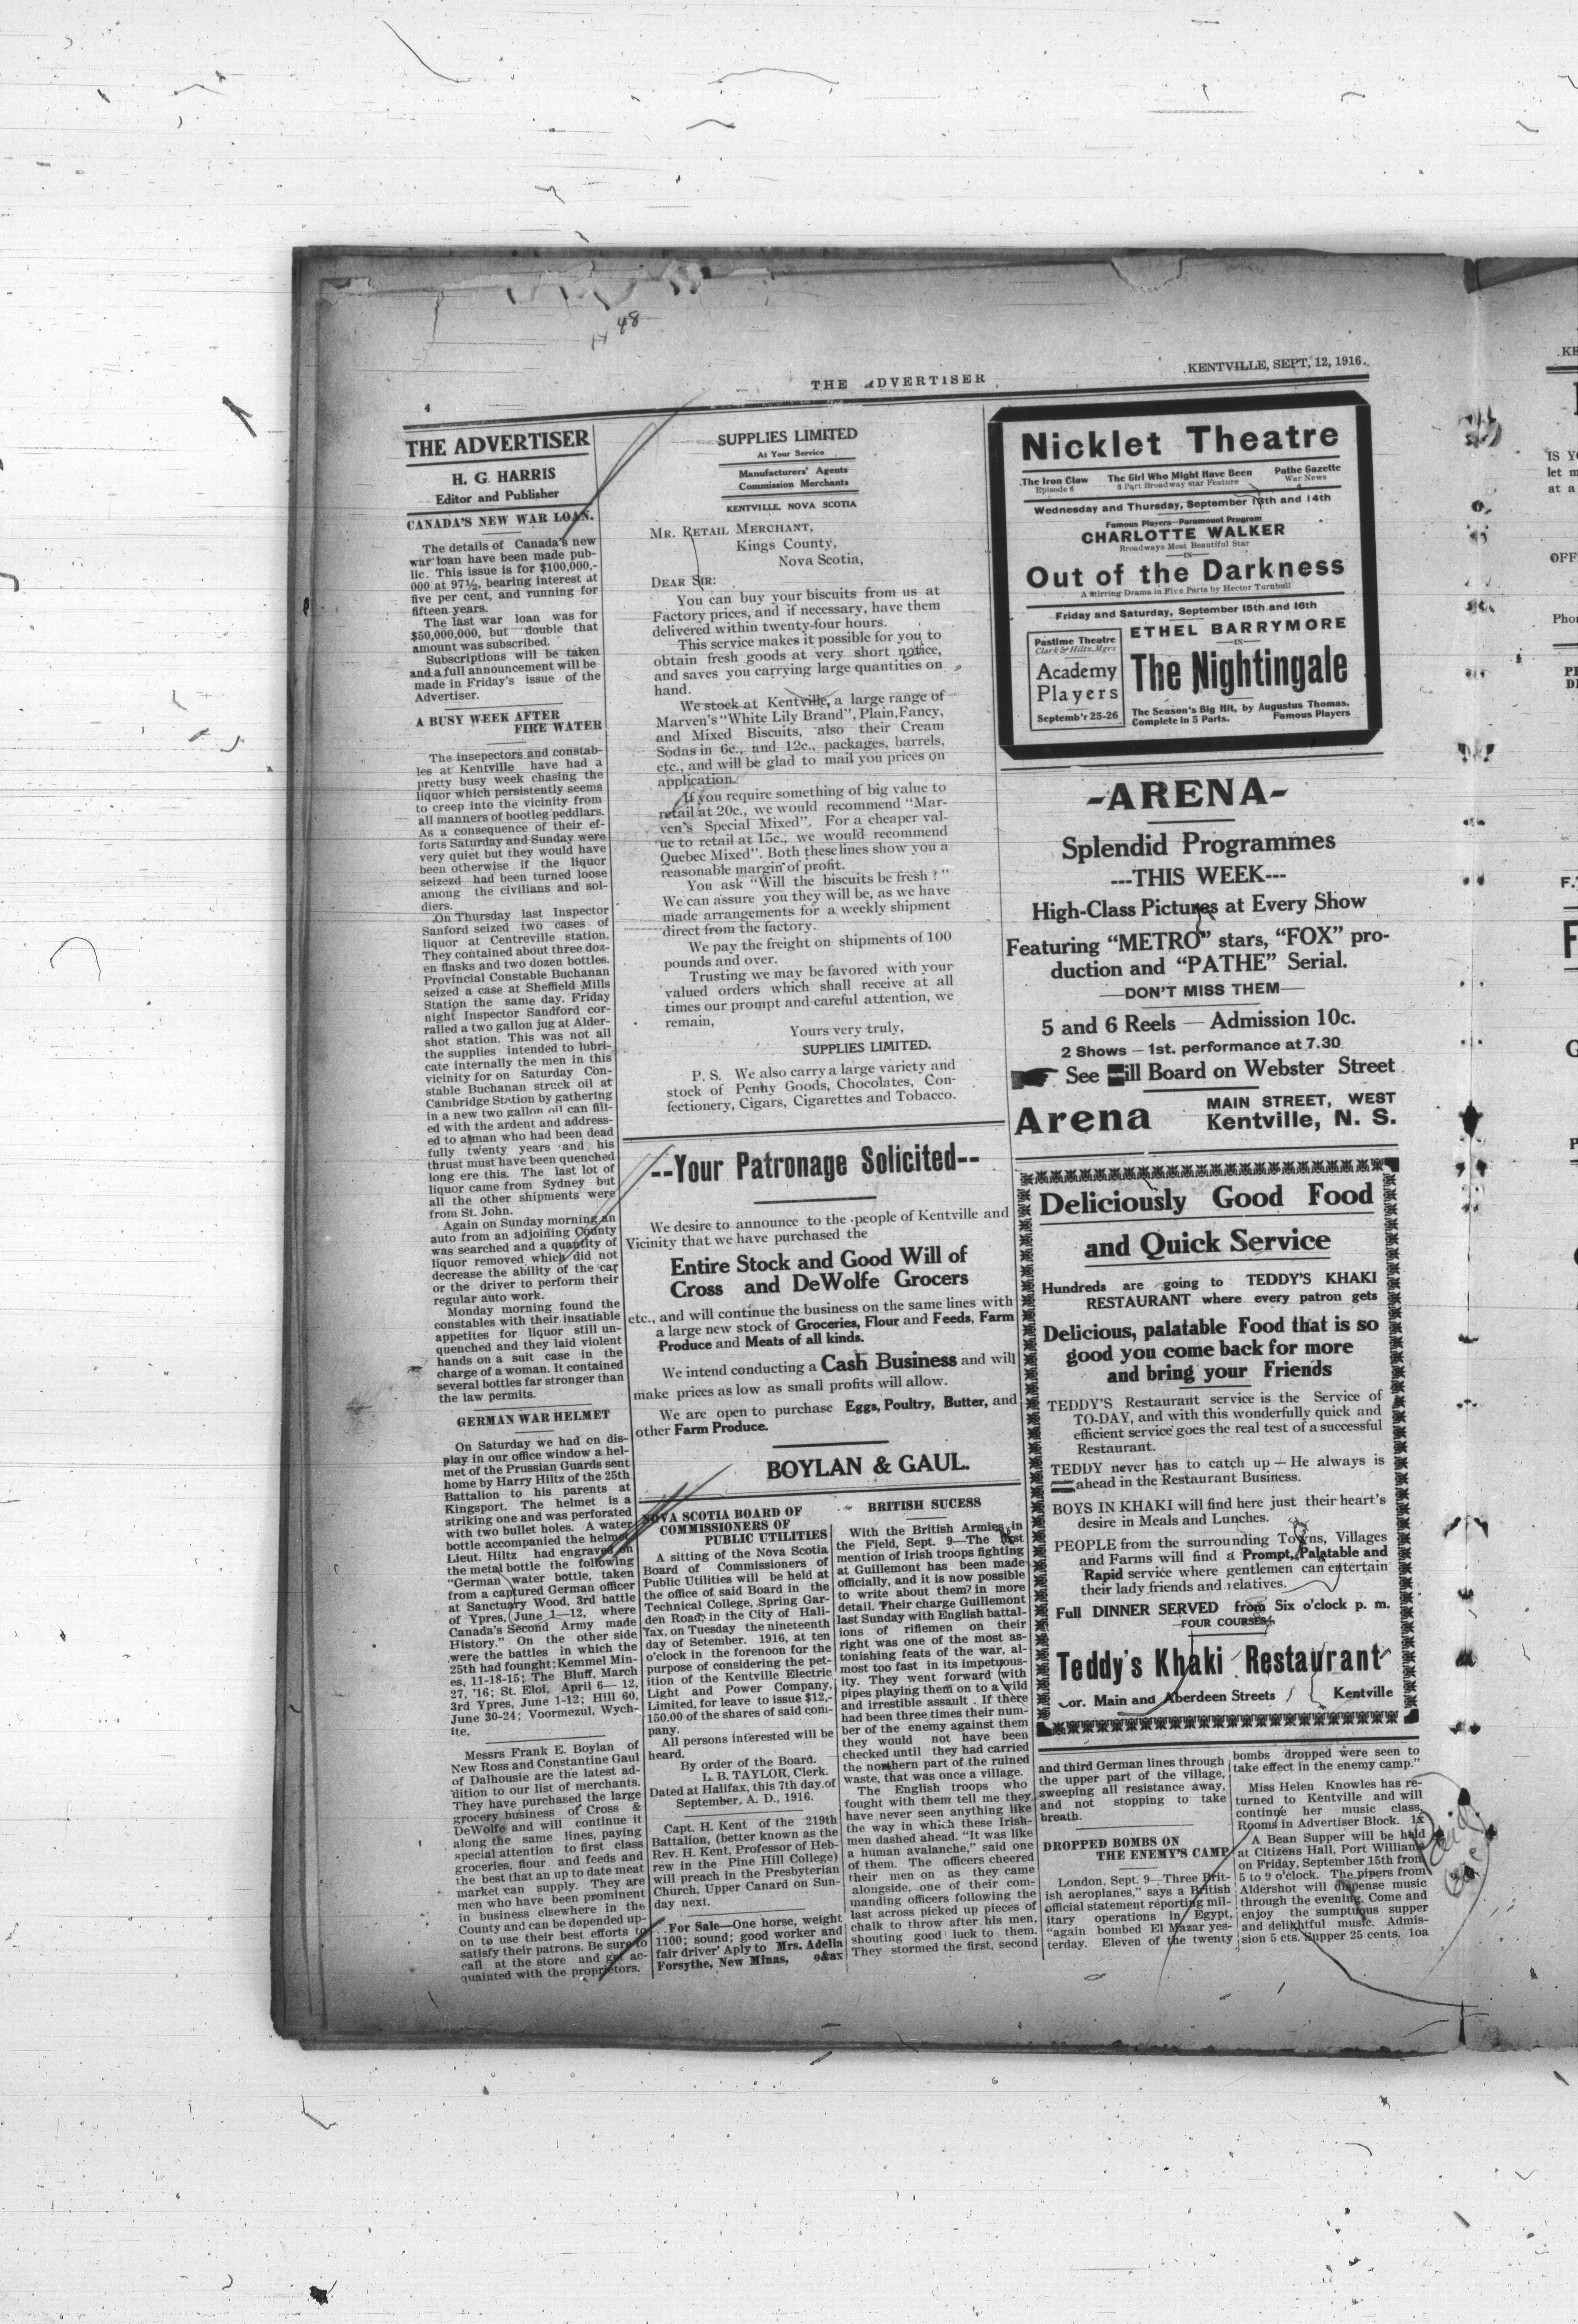 48
4
THE ADVERTISER
KENTVILLE, SEPT, 12, 1916.
THE ADVERTISER
H. G. HARRIS
Editor and Publisher
CANADA'S NEW WAR LOAN.
The details of Canada's new
war loan have been made pub-
lic. This issue is for $100,000,-
000 at 97½, bearing interest at
five per cent, and running for
fifteen years.
The last war loan was for
$50,000,000, but double that
amount was subscribed.
Subscriptions will be taken
and a full announcement will be
made in Friday's issue of the
Advertiser.
A BUSY WEEK AFTER
FIRE WATER
The insepectors and constab-
les at Kentville have had a
pretty busy week chasing the
liquor which persistently seems
to creep into the vicinity from
all manners of bootleg peddlars.
As a consequence of their ef-
forts Saturday and Sunday were
very quiet but they would have
been otherwise if the liquor
seizezd had been turned loose
among the civilians and sol-
diers.
On Thursday last Inspector
Sanford seized two cases of
liquor at Centreville station.
They contained about three doz-
en flasks and two dozen bottles.
Provincial Constable Buchanan
seized a case at Sheffield Mills
Station the same day. Friday
night Inspector Sandford cor-
ralled a two gallon jug at Alder-
shot station. This was not all
the supplies intended to lubri-
cate internally the men in this
vicinity for on Saturday Con-
stable Buchanan struck oil at
Cambridge Station by gathering
in a new two gallon oil can fill-
ed with the ardent and address-
ed to a man who had been dead
fully twenty years and his
thrust must have been quenched
long ere this. The last lot of
liquor came from Sydney but
all the other shipments were
from St. John.
Again on Sunday morning an
auto from an adjoining County
was searched and a quantity of
liquor removed which did not
decrease the ability of the car
or the driver to perform their
regular auto work.
Monday morning found the
constables with their insatiable
appetites for liquor still un-
quenched and they laid violent
hands on a suit case in the
charge of a woman. It contained
several bottles far stronger than
the law permits.
GERMAN WAR HELMET
On Saturday we had on dis-
play in our office window a hel-
met of the Prussian Guards sent
home by Harry Hiltz of the 25th
Battalion to his parents at
Kingsport. The helmet is a
striking one and was perforated
with two bullet holes. A water
bottle accompanied the helmet
Lieut. Hiltz had engraved on
the metal bottle the following
"German water bottle, taken
from a captured German officer
at Sanctuary Wood, 3rd battle
of Ypres, June 1—12, where
Canada's Second Army made
History." On the other side
were the battles in which the
25th had founght; Kemmel Min-
es, 11-18-15; The Bluff, March
27, '16; St. Eloi, April 6— 12,
3rd Ypres, June 1-12; Hill 60,
June 30-24; Voormezul, Wych-
ite.
Messrs Frank E. Boylan of
New Ross and Constantine Gaul
of Dalhousie are the latest ad-
dition to our list of merchants.
They have purchased the large
grocery business of Cross &
DeWolfe and will continue it
along the same lines, paying
special attention to first class
groceries, flour and feeds and
the best that an up to date meat
market can supply. They are
men who have been prominent
in business elsewhere in the
County and can be depended up-
on to use their best efforts to
satisfy their patrons. Be sure to
call at the store and get ac-
quainted with the proprietors.
SUPPLIES LIMITED
At Your Service
Manufacturers' Agents
Commission Merchants
KENTVILLE, NOVA SCOTIA
MR. RETAIL MERCHANT,
Kings County,
Nova Scotia,
DEAR SIR:
You can buy your biscuits from us at
Factory prices, and if necessary, have them
delivered within twenty-four hours.
This service makes it possible for you to
obtain fresh goods at very short notice,
and saves you carrying large quantities on
hand.
We stock at Kentville, a large range of
Marven's "White Lily Brand", Plain, Fancy,
and Mixed Biscuits, also their Cream
Sodas in 6c., and 12c., packages, barrels,
etc., and will be glad to mail you prices on
application.
If you require something of big value to
retail at 20c., we would recommend "Mar-
ven's Special Mixed". For a cheaper val-
ue to retail at 15c., we would recommend
Quebec Mixed". Both these lines show you a
reasonable margin of profit.
You ask "Will the biscuits be fresh?"
We can assure you they will be, as we have
made arrangements for a weekly shipment
direct from the factory.
We pay the freight on shipments of 100
pounds and over.
Trusting we may be favored with your
valued orders which shall receive at all
times our prompt and careful attention, we
remain,
Yours very truly,
SUPPLIES LIMITED.
P. S. We also carry a large variety and
stock of Penny Goods, Chocolates, Con-
fectionery, Cigars, Cigarettes and Tobacco.
--Your Patronage Solicited--
We desire to announce to the people of Kentville and
Vicinity that we have purchased the
Entire Stock and Good Will of
Cross and DeWolfe Grocers
etc., and will continue the business on the same lines with
a large new stock of Groceries, Flour and Feeds, Farm
Produce and Meats of all kinds.
We intend conducting a Cash Business and will
make prices as low as small profits will allow.
We are open to purchase Eggs, Poultry, Butter, and
other Farm Produce.
BOYLAN & GAUL.
NOVA SCOTIA BOARD OF
COMMISSIONERS OF
PUBLIC UTILITIES
A sitting of the Nova Scotia
Board of Commissioners of
Public Utilities will be held at
the office of said Board in the
Technical College, Spring Gar-
den Road, in the City of Hali-
fax, on Tuesday the nineteenth
day of Setember. 1916, at ten
o'clock in the forenoon for the
purpose of considering the pet-
ition of the Kentville Electric
Light and Power Company,
Limited, for leave to issue $12,-
150.00 of the shares of said com-
pany.
All persons interested will be
heard.
By order of the Board.
L. B. TAYLOR, Clerk.
Dated at Halifax, this 7th day of
September, A. D., 1916.
Capt. H. Kent of the 219th
Battalion, (better known as the
Rev. H. Kent, Professor of Heb-
rew in the Pine Hill College)
will preach in the Presbyterian
Church, Upper Canard on Sun-
day next.
For Sale—One horse, weight
1100; sound; good worker and
fair driver' Aply to Mrs. Adelia
Forsythe, New Minas, o&ax
BRITISH SUCESS
With the British Armies in
the Field, Sept. 9—The first
mention of Irish troops fighting
at Guillemont has been made
officially, and it is now possible
to write about them? in more
detail. Their charge Guillemont
last Sunday with English battal-
ions of riflemen on their
right was one of the most as-
tonishing feats of the war, al-
most too fast in its impetuous-
ity. They went forward with
pipes playing them on to a wild
and irrestible assault . If there
had been three times their num-
ber of the enemy against them
they would not have been
checked until they had carried
the northern part of the ruined
waste, that was once a village.
The English troops who
fought with them tell me they
have never seen anything like
the way in which these Irish-
men dashed ahead. "It was like
a human avalanche," said one
of them. The officers cheered
their men on as they came
alongside, one of their com-
manding officers following the
last across picked up pieces of
chalk to throw after his men,
shouting good luck to them.
They stormed the first, second
Nicklet Theatre
The Iron Claw
Episode 6
The Girl Who Might Have Been
3 Part Broadway star Feature
Pathe Gazette
War News
Wednesday and Thursday, September 13th and 14th
Famous Players—Paramount Program
CHARLOTTE WALKER
Broadways Most Beautiful Star
—IN—
Out of the Darkness
A Stirring Drama in Five Parts by Hector Turnbull
Friday and Saturday, September 15th and 16th
Pastime Theatre
Clark & Hiltz, Mgrs
Academy
Players
Septemb'r 25-26
ETHEL BARRYMORE
—IN—
The Nightingale
The Season's Big Hit, by Augustus Thomas,
Complete in 5 Parts. Famous Players
-ARENA-
Splendid Programmes
---THIS WEEK---
High-Class Pictures at Every Show
Featuring "METRO" stars, "FOX" pro-
duction and "PATHE" Serial.
—DON'T MISS THEM—
5 and 6 Reels — Admission 10c.
2 Shows — 1st. performance at 7.30
See Bill Board on Webster Street
Arena
MAIN STREET, WEST
Kentville, N. S.
Deliciously Good Food
and Quick Service
Hundreds are going to TEDDY'S KHAKI
RESTAURANT where every patron gets
Delicious, palatable Food that is so
good you come back for more
and bring your Friends
TEDDY'S Restaurant service is the Service of
TO-DAY, and with this wonderfully quick and
efficient service goes the real test of a successful
Restaurant.
TEDDY never has to catch up — He always is
ahead in the Restaurant Business.
BOYS IN KHAKI will find here just their heart's
desire in Meals and Lunches.
PEOPLE from the surrounding Towns, Villages
and Farms will find a Prompt, Palatable and
Rapid service where gentlemen can entertain
their lady friends and relatives.
Full DINNER SERVED from Six o'clock p. m.
—FOUR COURSES—
Teddy's Khaki Restaurant
Cor. Main and Aberdeen Streets Kentville
and third German lines through
the upper part of the village,
sweeping all resistance away,
and not stopping to take
breath.
DROPPED BOMBS ON
THE ENEMY'S CAMP
London, Sept. 9—Three Brit-
ish aeroplanes," says a British
official statement reporting mil-
itary operations in Egypt,
"again bombed El Mazar yes-
terday. Eleven of the twenty
bombs dropped were seen to
take effect in the enemy camp."
Miss Helen Knowles has re-
turned to Kentville and will
continue her music class,
Rooms in Advertiser Block. 1x
A Bean Supper will be held
at Citizens Hall, Port Williams
on Friday, September 15th from
5 to 9 o'clock. The pipers from
Aldershot will dispense music
through the evening. Come and
enjoy the sumptuous supper
and delightful music. Admis-
sion 5 cts. Supper 25 cents. 1oa